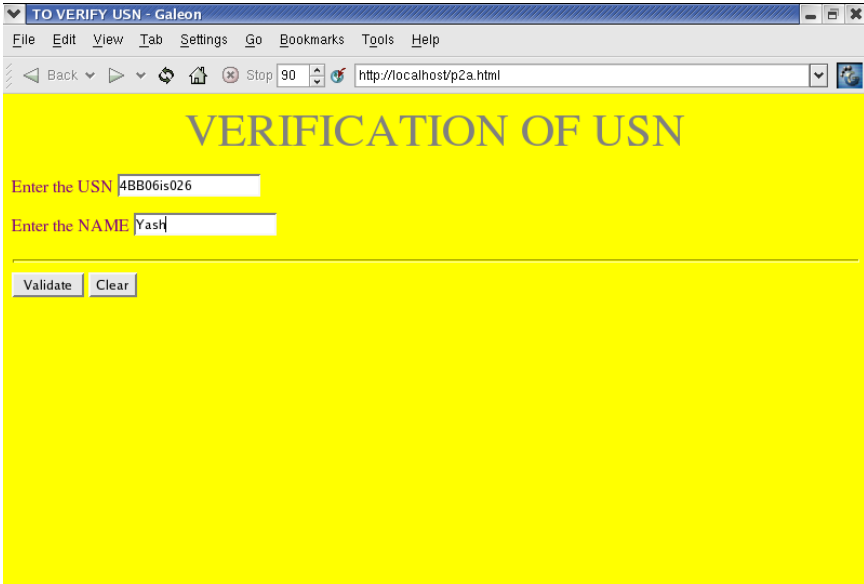 TO VERIFY USN - Galeon
File Edit View Tab Settings Go Bookmarks Tools Help
Back Stop 90 http://localhost/p2a.html
VERIFICATION OF USN
Enter the USN 4BB06is026
Enter the NAME Yash
Validate Clear